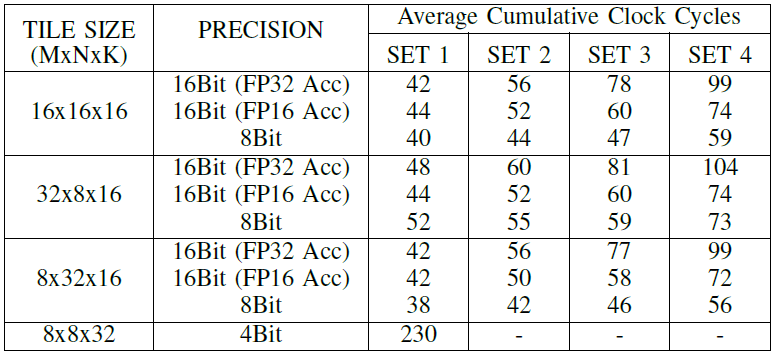 TILE SIZE (MxNxK) PRECISION Average Cumulative Clock Cycles
SET 1 SET 2 SET 3 SET 4
16x16x16 16Bit (FP32 Acc) 42 56 78 99
16Bit (FP16 Acc) 44 52 60 74
8Bit 40 44 47 59
32x8x16 16Bit (FP32 Acc) 48 60 81 104
16Bit (FP16 Acc) 44 52 60 74
8Bit 52 55 59 73
8x32x16 16Bit (FP32 Acc) 42 56 77 99
16Bit (FP16 Acc) 42 50 58 72
8Bit 38 42 46 56
8x8x32 4Bit 230 - - -